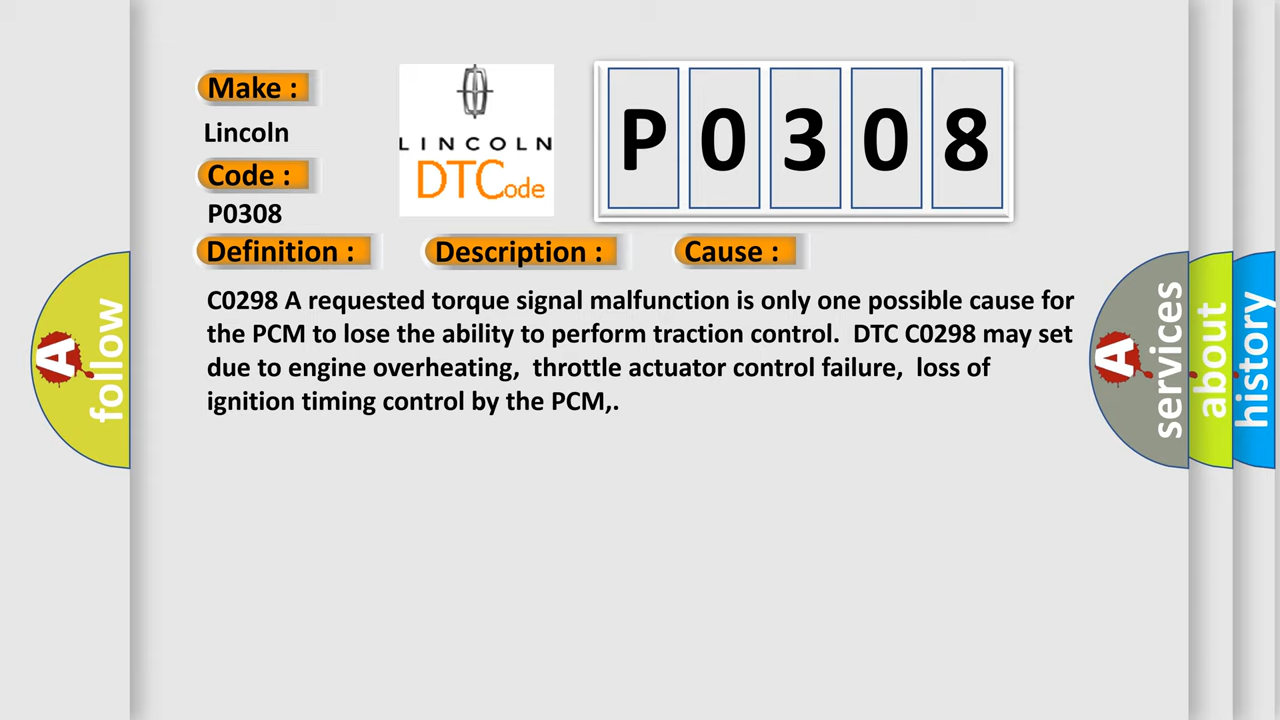 Make :
Lincoln
Code :
P0308
LINCOLN
DTCode
P0308
Definition :
Description :
Cause :
C0298 A requested torque signal malfunction is only one possible cause for
the PCM to lose the ability to perform traction control. DTC C0298 may set
due to engine overheating, throttle actuator control failure, loss of
ignition timing control by the PCM,.
A
follow
A
services
about
history